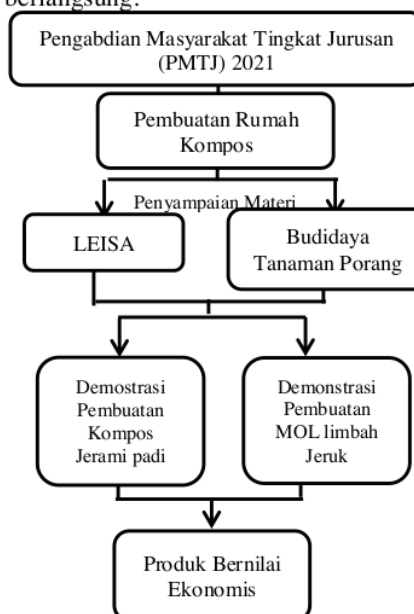 berlangsung:
Pengabdian Masyarakat Tingkat Jurusan
(PMTJ) 2021
Pembuatan Rumah
Kompos
Penyampaian Materi
LEISA
Budidaya
Tanaman Porang
Demostrasi
Pembuatan
Kompos
Jerami padi
Demonstrasi
Pembuatan
MOL limbah
Jeruk
Produk Bernilai
Ekonomis